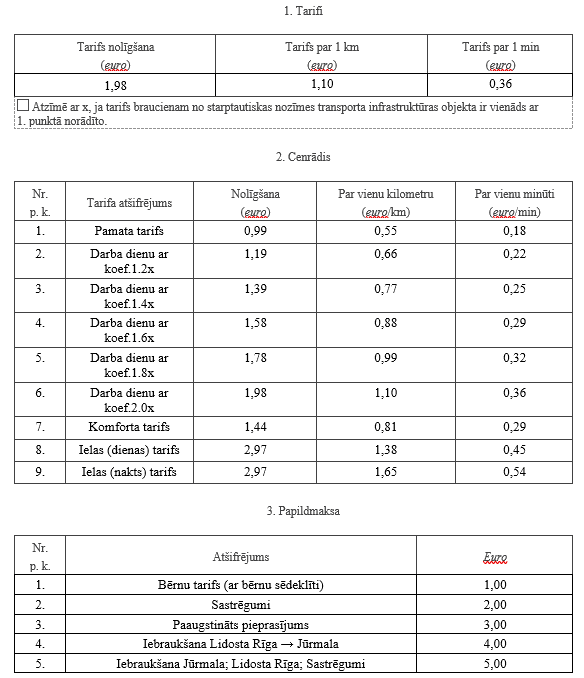 1. Tarifi
Tarifs nolīgšana Tarifs par 1 km Tarifs par 1 min
(euro) (euro) (euro)
1,98 1,10 0,36
Atzīmē ar x, ja tarifs braucienam no starptautiskas nozīmes transporta infrastruktūras objekta ir vienāds ar
1. punktā norādīto.
2. Cenrādis
Nr. Nolīgšana Par vienu kilometru Par vienu minūti
Tarifa atšifrējums
p. k. (euro) (euro/km) (euro/min)
1. Pamata tarifs 0,99 0,55 0,18
2. Darba dienu ar 1,19 0,66 0,22
koef.1.2x
3. Darba dienu ar 1,39 0,77 0,25
koef.1.4x
4. Darba dienu ar 1,58 0,88 0,29
koef.1.6x
5. Darba dienu ar 1,78 0,99 0,32
koef.1.8x
6. Darba dienu ar 1,98 1,10 0,36
koef.2.0x
7. Komforta tarifs 1,44 0,81 0,29
8. Ielas (dienas) tarifs 2,97 1,38 0,45
9. Ielas (nakts) tarifs 2,97 1,65 0,54
3. Papildmaksa
Nr.
Atšifrējums Euro
p. k.
1. Bērnu tarifs (ar bērnu sēdeklīti) 1,00
2. Sastrēgumi 2,00
3. Paaugstināts pieprasījums 3,00
4. Iebraukšana Lidosta Rīga → Jūrmala 4,00
5. Iebraukšana Jūrmala; Lidosta Rīga; Sastrēgumi 5,00